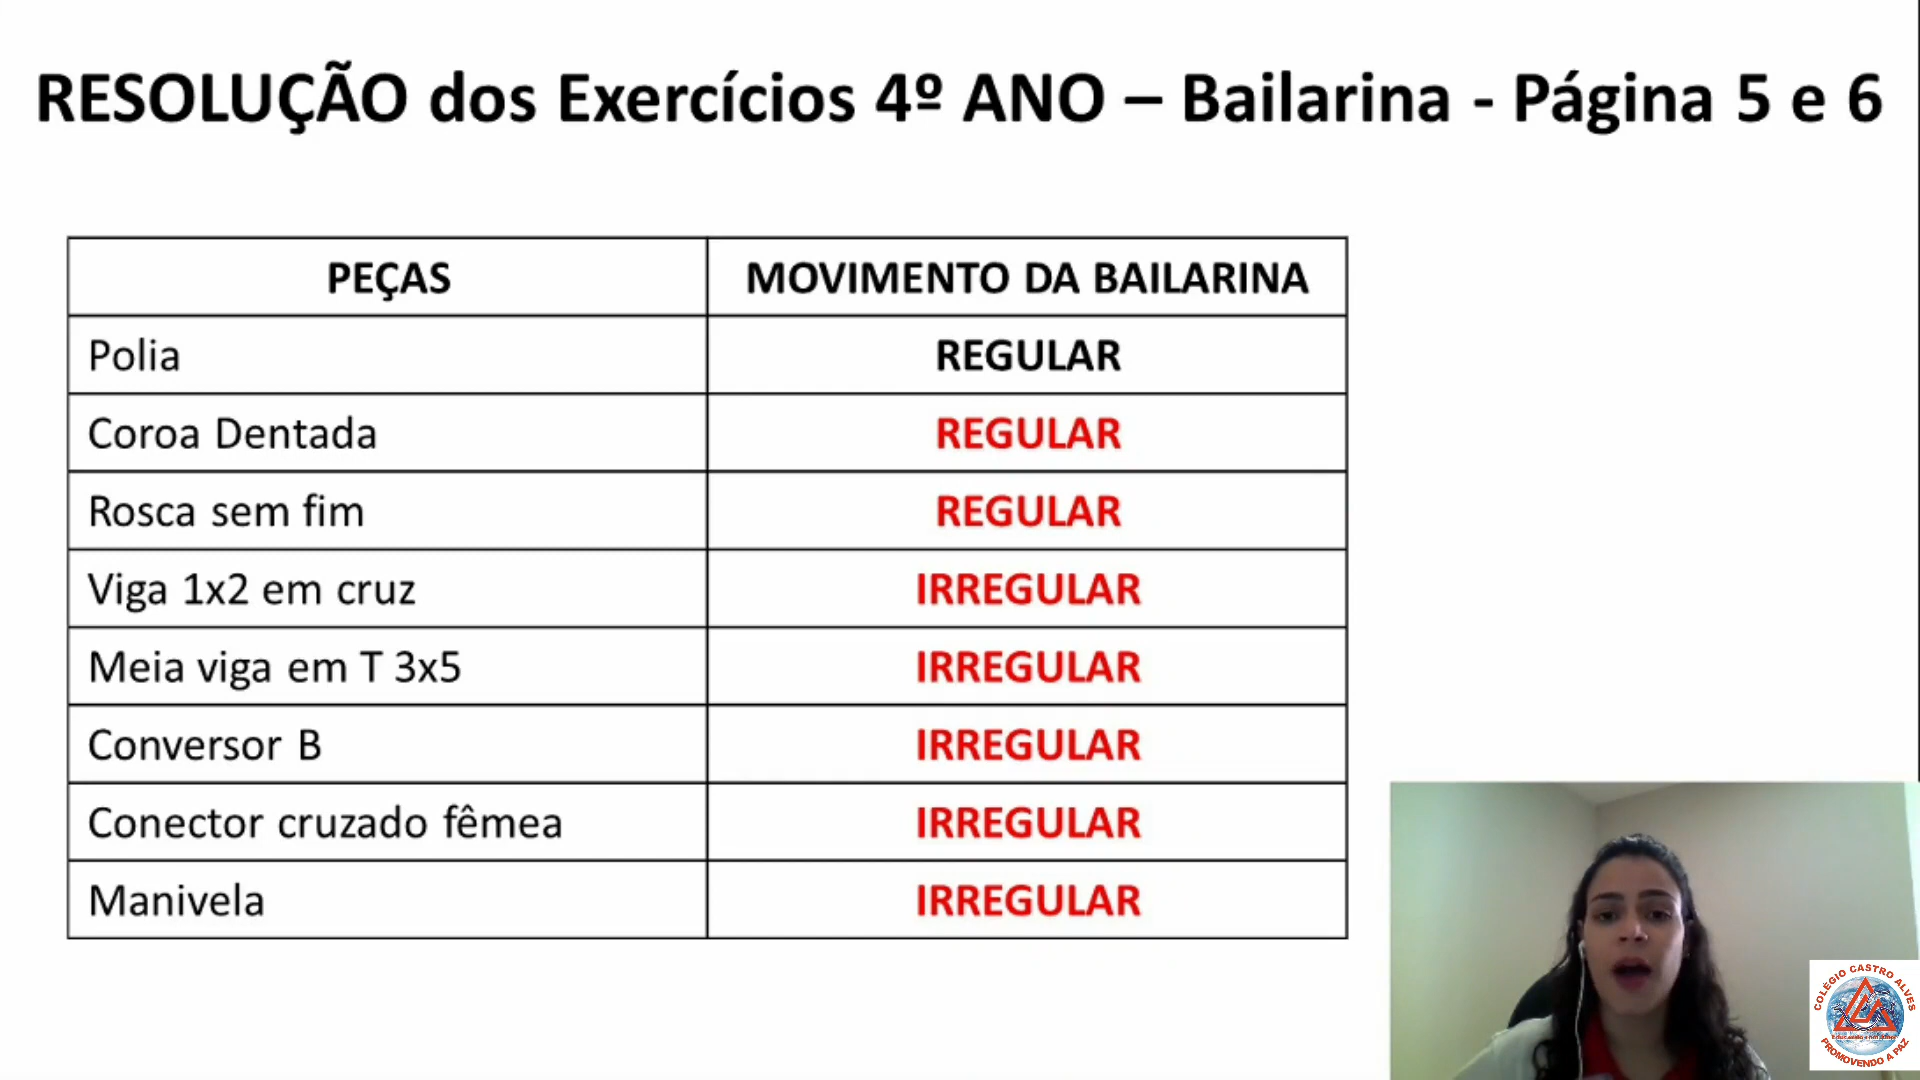 RESOLUÇÃO dos Exercícios 4º ANO – Bailarina - Página 5 e 6
PEÇAS MOVIMENTO DA BAILARINA
Polia REGULAR
Coroa Dentada REGULAR
Rosca sem fim REGULAR
Viga 1x2 em cruz IRREGULAR
Meia viga em T 3x5 IRREGULAR
Conversor B IRREGULAR
Conector cruzado fêmea IRREGULAR
Manivela IRREGULAR
COLÉGIO CASTRO ALVES
PROMOVENDO A PAZ